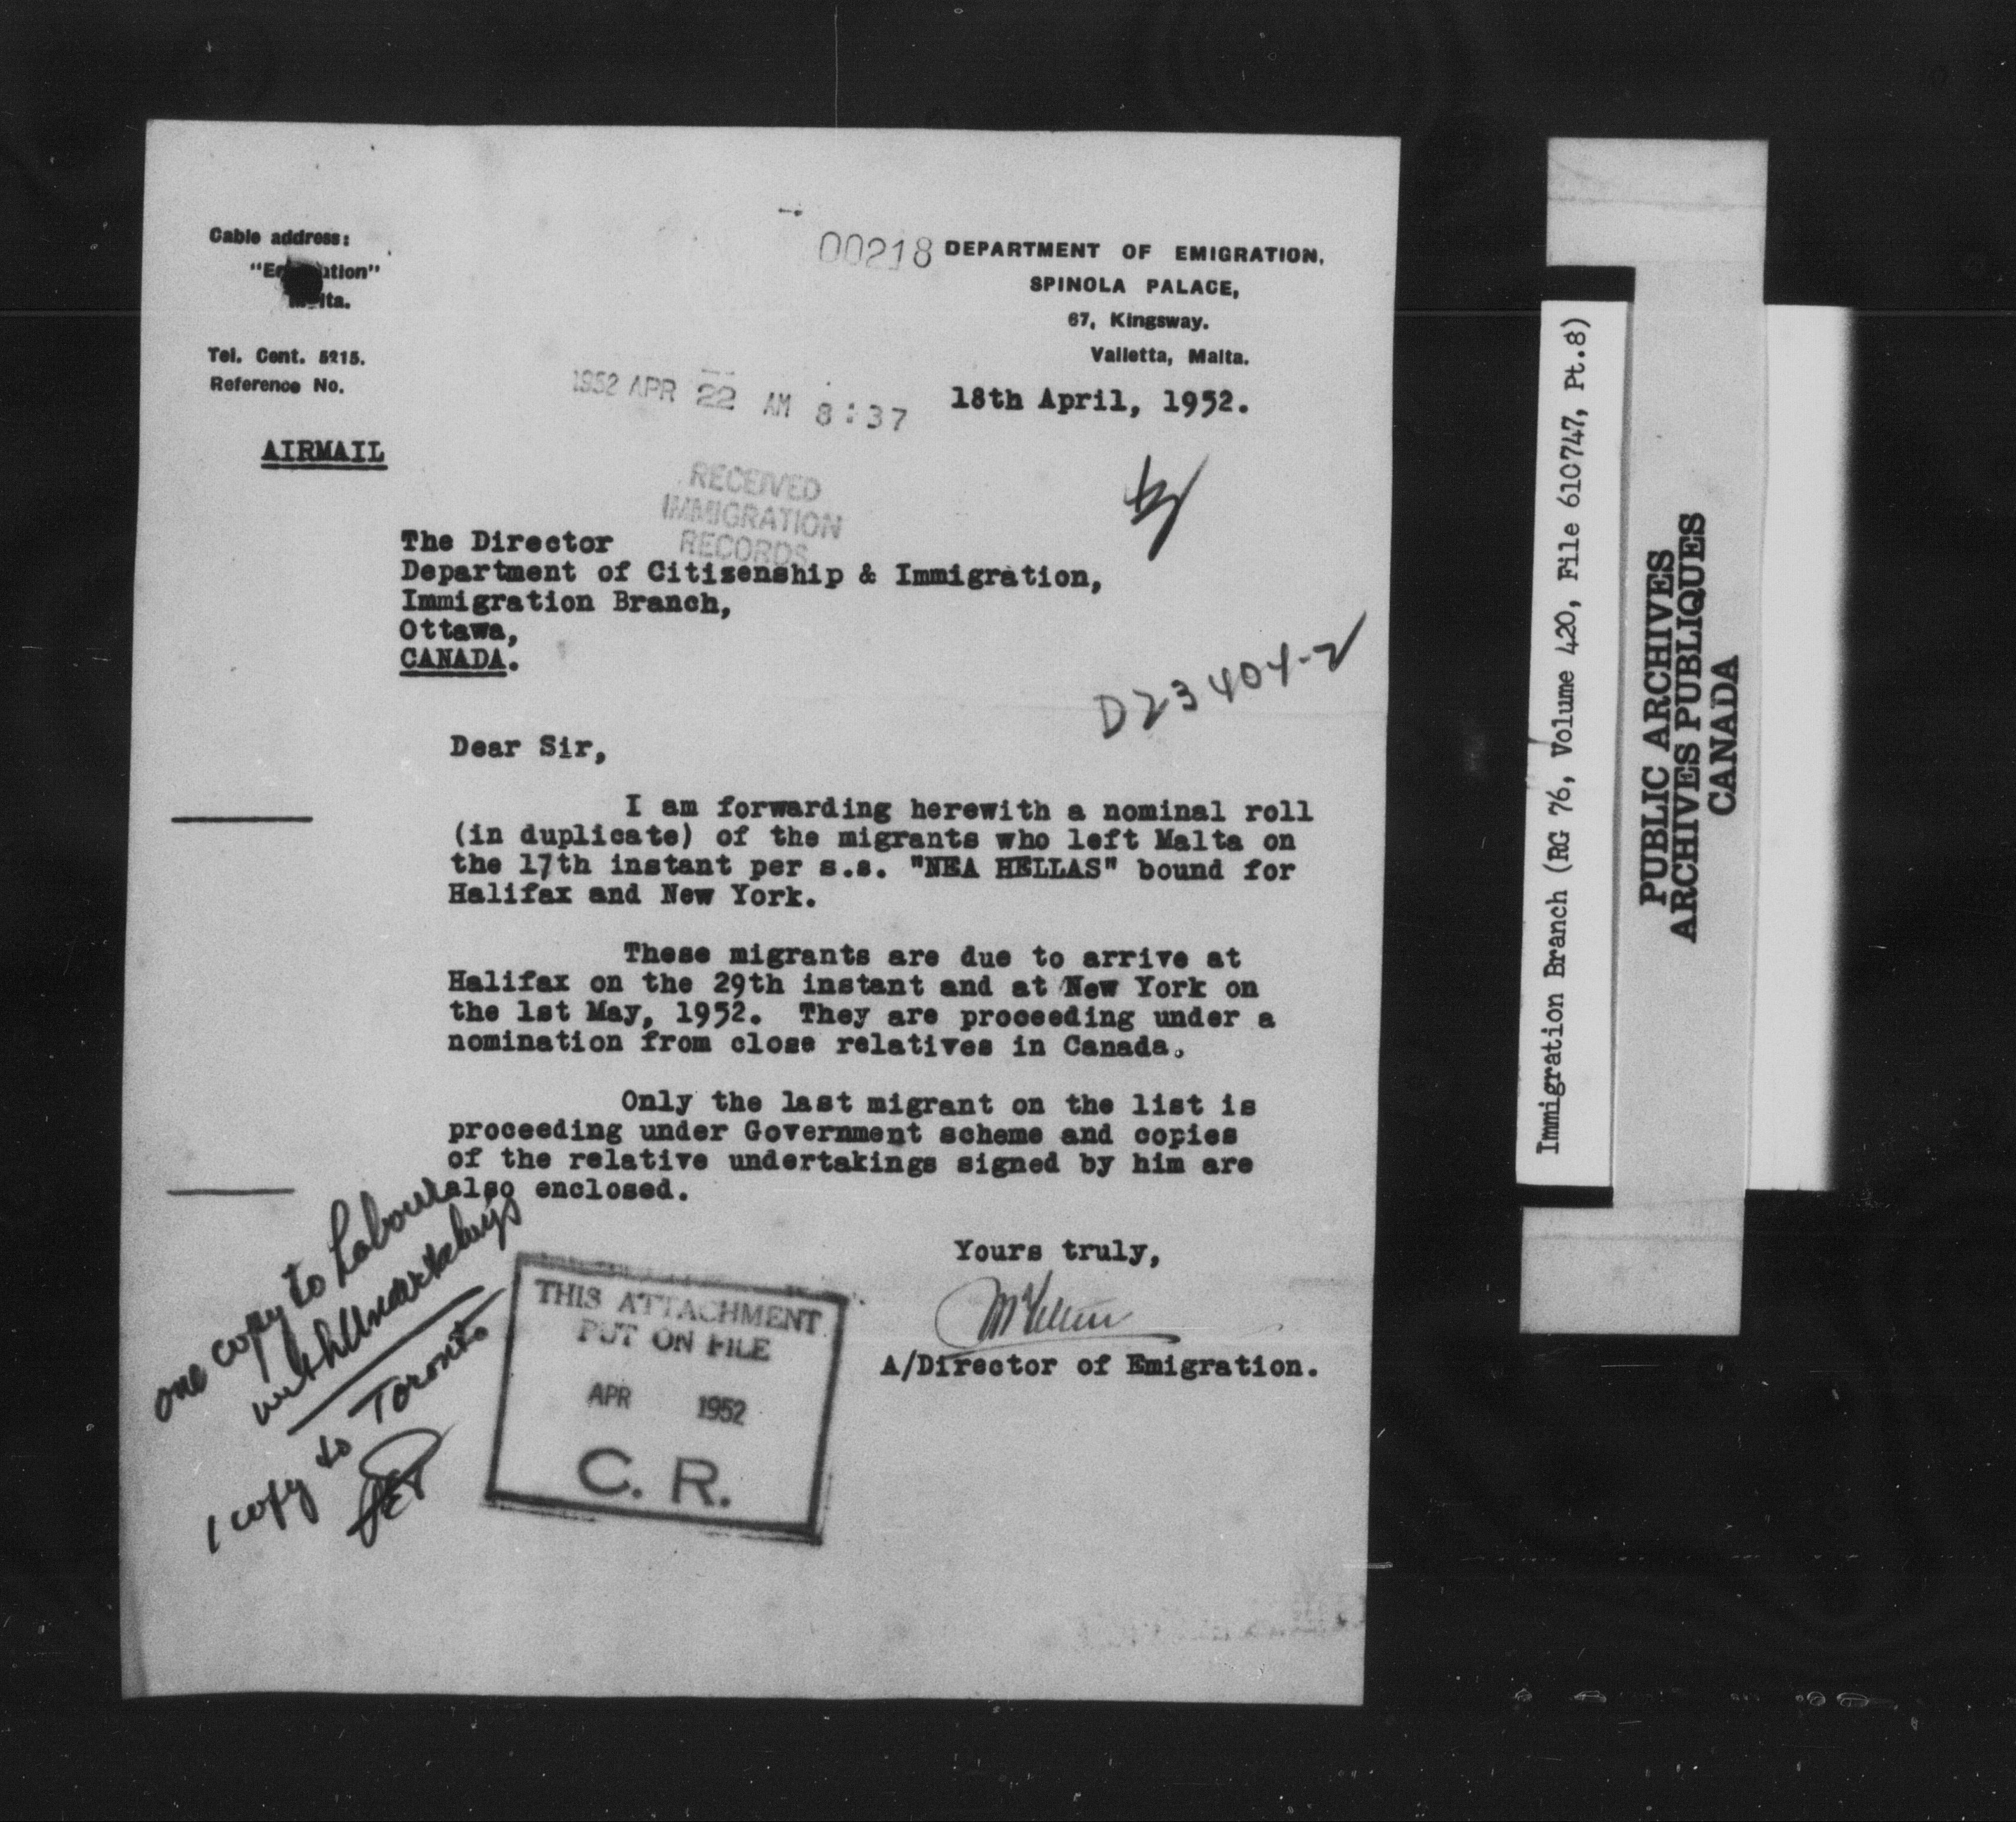 Cable address:
"Emigration"
Malta.
Tel. Cent. 5215.
Reference No.
00218
DEPARTMENT OF EMIGRATION,
SPINOLA PALACE,
67, Kingsway.
Valletta, Malta.
1952 APR 22 AM 8:37
18th April, 1952.
AIRMAIL
RECEIVED
IMMIGRATION
RECORDS
The Director
Department of Citizenship & Immigration,
Immigration Branch,
Ottawa,
CANADA.
D23404-2
Dear Sir,
I am forwarding herewith a nominal roll
(in duplicate) of the migrants who left Malta on
the 17th instant per s.s. "NEA HELLAS" bound for
Halifax and New York.
These migrants are due to arrive at
Halifax on the 29th instant and at New York on
the 1st May, 1952. They are proceeding under a
nomination from close relatives in Canada.
Only the last migrant on the list is
proceeding under Government scheme and copies
of the relative undertakings signed by him are
also enclosed.
one copy to Labour
with Undertakings
1 copy to Toronto
Yours truly,
A/Director of Emigration.
THIS ATTACHMENT
PUT ON FILE
APR 1952
C. R.
Immigration Branch (RG 76, Volume 420, File 610747, Pt.8)
PUBLIC ARCHIVES
ARCHIVES PUBLIQUES
CANADA